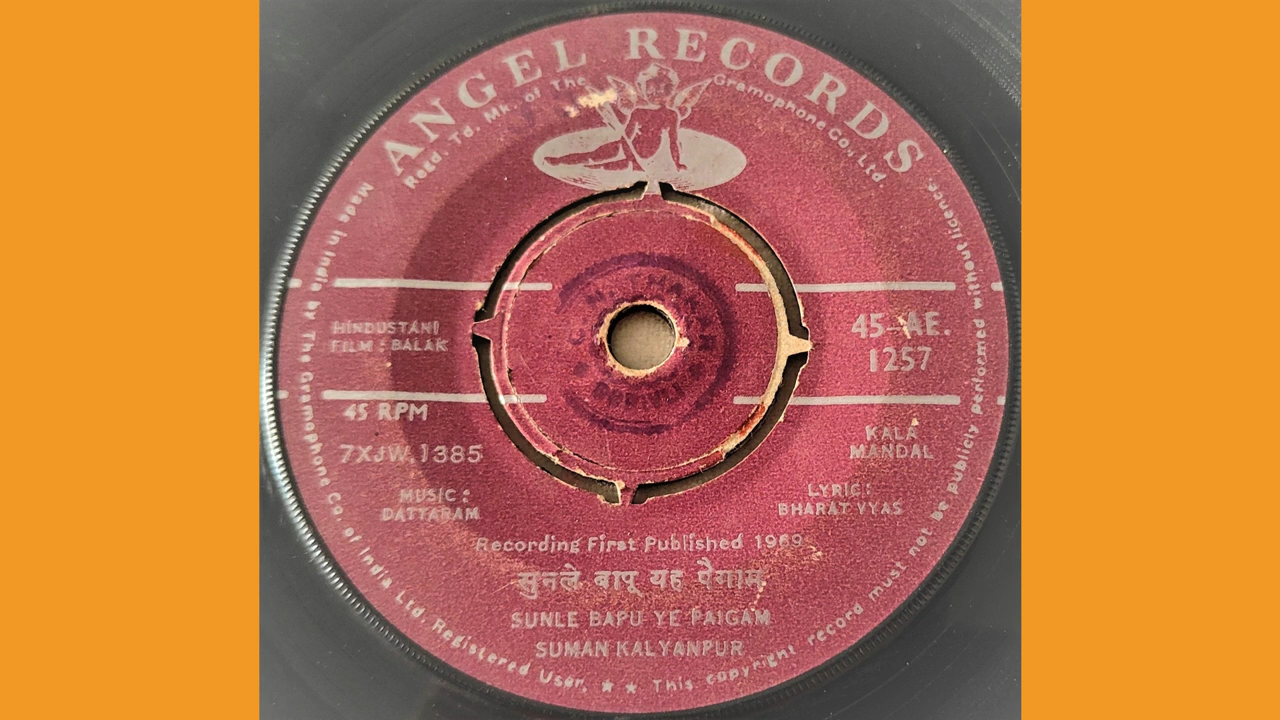 ANGEL RECORDS
Regd. Td. Mk. of The Gramophone Co., Ltd.
HINDUSTANI
FILM : BALAK
45-AE.
1257
45 RPM
7XJW.1385
KALA
MANDAL
MUSIC :
DATTARAM
LYRIC :
BHARAT VYAS
Recording First Published 1969
सुनले बापू यह पैगाम
SUNLE BAPU YE PAIGAM
SUMAN KALYANPUR
Made in India by The Gramophone Co. of India Ltd. Registered User. ★ ★ This copyright record must not be publicly performed without licence.